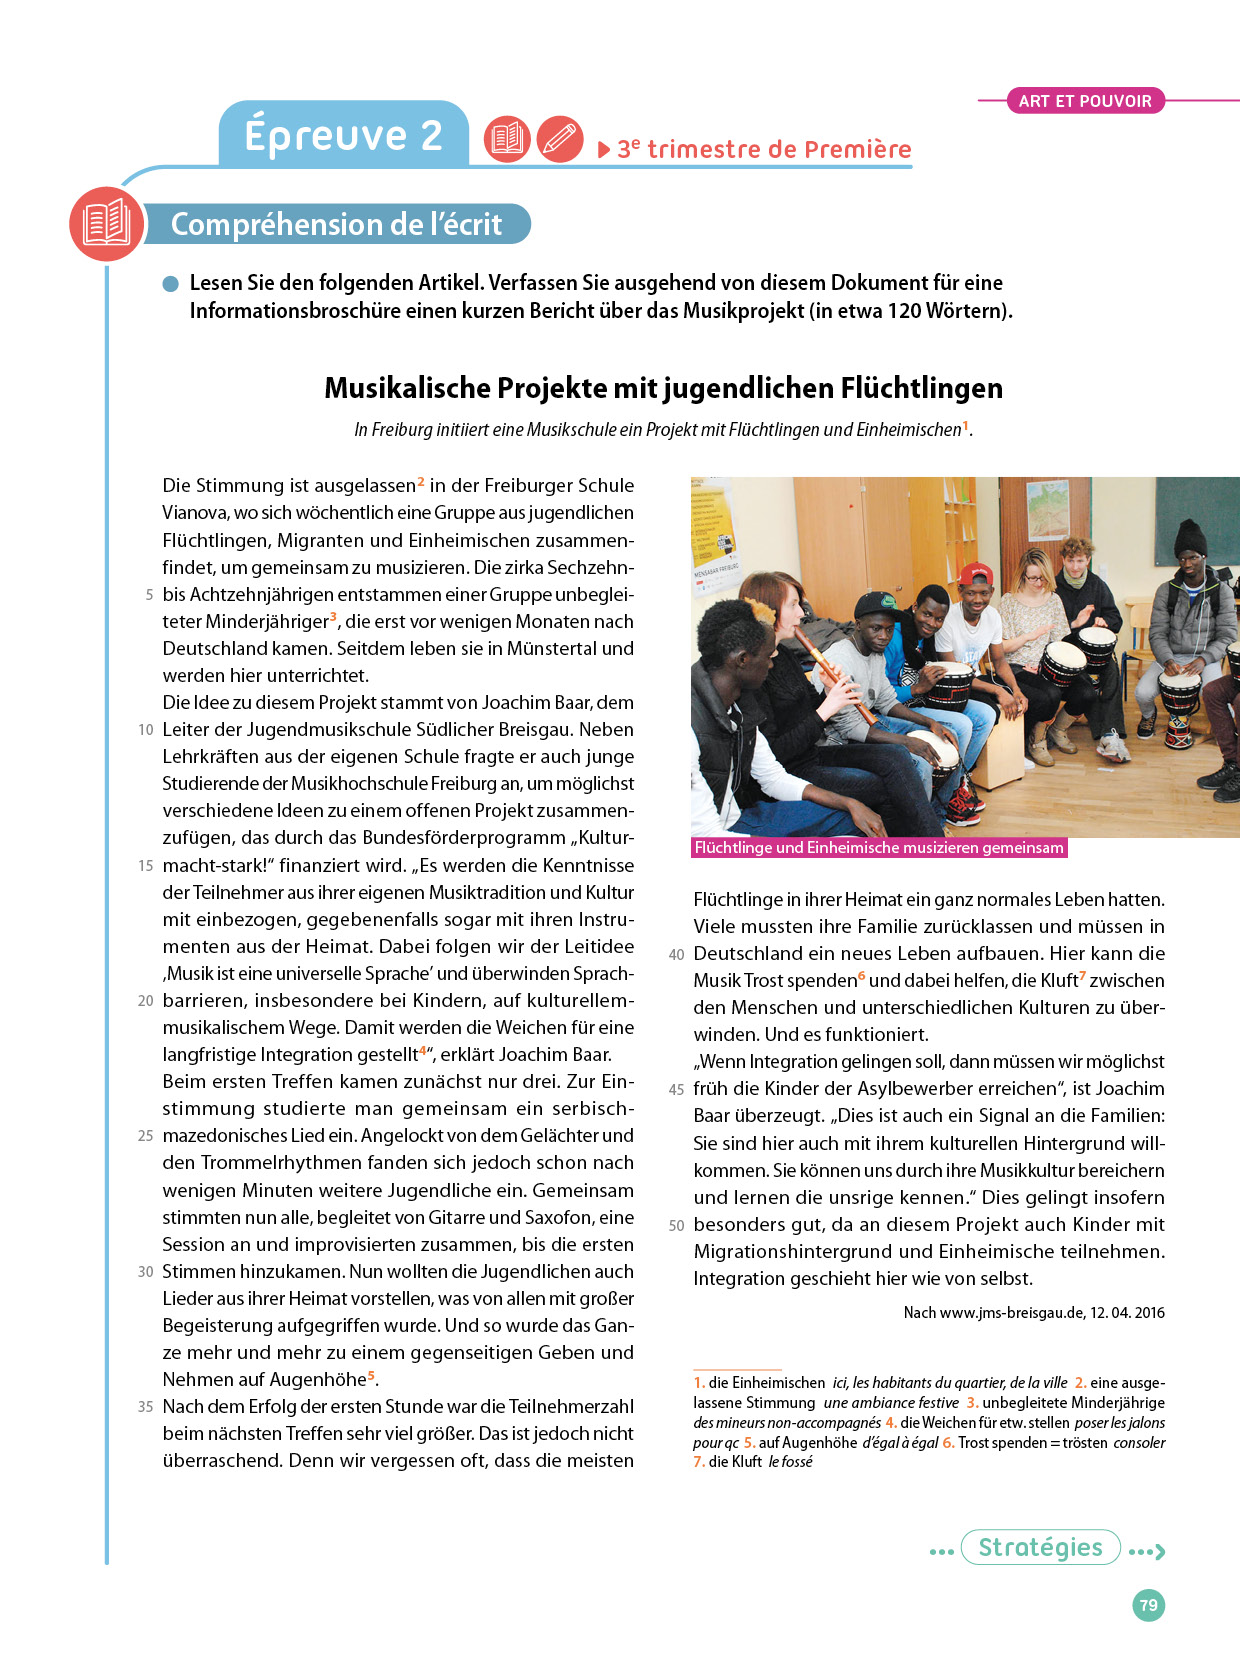 ART ET POUVOIR
Épreuve 2
3e trimestre de Première
Compréhension de l’écrit
Lesen Sie den folgenden Artikel. Verfassen Sie ausgehend von diesem Dokument für eine
Informationsbroschüre einen kurzen Bericht über das Musikprojekt (in etwa 120 Wörtern).
Musikalische Projekte mit jugendlichen Flüchtlingen
In Freiburg initiiert eine Musikschule ein Projekt mit Flüchtlingen und Einheimischen1.
Die Stimmung ist ausgelassen2 in der Freiburger Schule
Vianova, wo sich wöchentlich eine Gruppe aus jugendlichen
Flüchtlingen, Migranten und Einheimischen zusammen-
findet, um gemeinsam zu musizieren. Die zirka Sechzehn-
5 bis Achtzehnjährigen entstammen einer Gruppe unbeglei-
teter Minderjähriger3, die erst vor wenigen Monaten nach
Deutschland kamen. Seitdem leben sie in Münstertal und
werden hier unterrichtet.
Die Idee zu diesem Projekt stammt von Joachim Baar, dem
10 Leiter der Jugendmusikschule Südlicher Breisgau. Neben
Lehrkräften aus der eigenen Schule fragte er auch junge
Studierende der Musikhochschule Freiburg an, um möglichst
verschiedene Ideen zu einem offenen Projekt zusammen-
zufügen, das durch das Bundesförderprogramm „Kultur-
15 macht-stark!“ finanziert wird. „Es werden die Kenntnisse
der Teilnehmer aus ihrer eigenen Musiktradition und Kultur
mit einbezogen, gegebenenfalls sogar mit ihren Instru-
menten aus der Heimat. Dabei folgen wir der Leitidee
‚Musik ist eine universelle Sprache’ und überwinden Sprach-
20 barrieren, insbesondere bei Kindern, auf kulturellem-
musikalischem Wege. Damit werden die Weichen für eine
langfristige Integration gestellt4“, erklärt Joachim Baar.
Beim ersten Treffen kamen zunächst nur drei. Zur Ein-
stimmung studierte man gemeinsam ein serbisch-
25 mazedonisches Lied ein. Angelockt von dem Gelächter und
den Trommelrhythmen fanden sich jedoch schon nach
wenigen Minuten weitere Jugendliche ein. Gemeinsam
stimmten nun alle, begleitet von Gitarre und Saxofon, eine
Session an und improvisierten zusammen, bis die ersten
30 Stimmen hinzukamen. Nun wollten die Jugendlichen auch
Lieder aus ihrer Heimat vorstellen, was von allen mit großer
Begeisterung aufgegriffen wurde. Und so wurde das Gan-
ze mehr und mehr zu einem gegenseitigen Geben und
Nehmen auf Augenhöhe5.
35 Nach dem Erfolg der ersten Stunde war die Teilnehmerzahl
beim nächsten Treffen sehr viel größer. Das ist jedoch nicht
überraschend. Denn wir vergessen oft, dass die meisten
MENSABAR FREIBURG
Flüchtlinge und Einheimische musizieren gemeinsam
Flüchtlinge in ihrer Heimat ein ganz normales Leben hatten.
Viele mussten ihre Familie zurücklassen und müssen in
40 Deutschland ein neues Leben aufbauen. Hier kann die
Musik Trost spenden6 und dabei helfen, die Kluft7 zwischen
den Menschen und unterschiedlichen Kulturen zu über-
winden. Und es funktioniert.
„Wenn Integration gelingen soll, dann müssen wir möglichst
45 früh die Kinder der Asylbewerber erreichen“, ist Joachim
Baar überzeugt. „Dies ist auch ein Signal an die Familien:
Sie sind hier auch mit ihrem kulturellen Hintergrund will-
kommen. Sie können uns durch ihre Musikkultur bereichern
und lernen die unsrige kennen.“ Dies gelingt insofern
50 besonders gut, da an diesem Projekt auch Kinder mit
Migrationshintergrund und Einheimische teilnehmen.
Integration geschieht hier wie von selbst.
Nach www.jms-breisgau.de, 12. 04. 2016
1. die Einheimischen ici, les habitants du quartier, de la ville 2. eine ausge-
lassene Stimmung une ambiance festive 3. unbegleitete Minderjährige
des mineurs non-accompagnés 4. die Weichen für etw. stellen poser les jalons
pour qc 5. auf Augenhöhe d’égal à égal 6. Trost spenden = trösten consoler
7. die Kluft le fossé
Stratégies
79